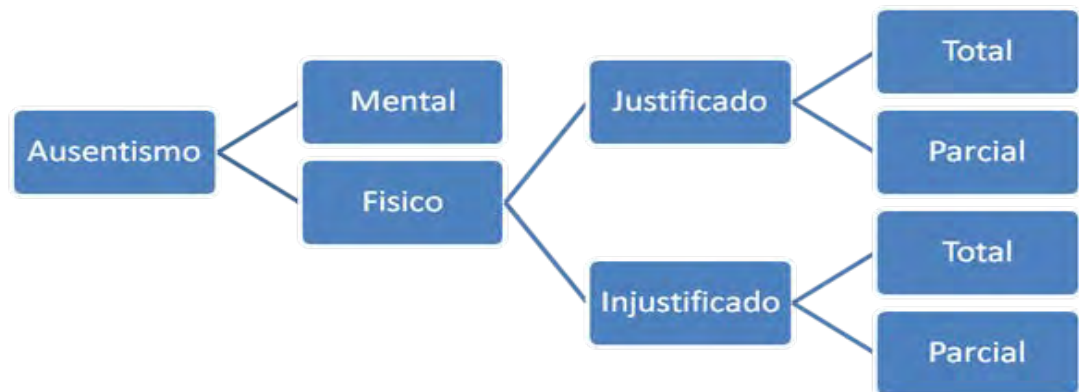 Ausentismo
Mental
Fisico
Justificado
Injustificado
Total
Parcial
Total
Parcial